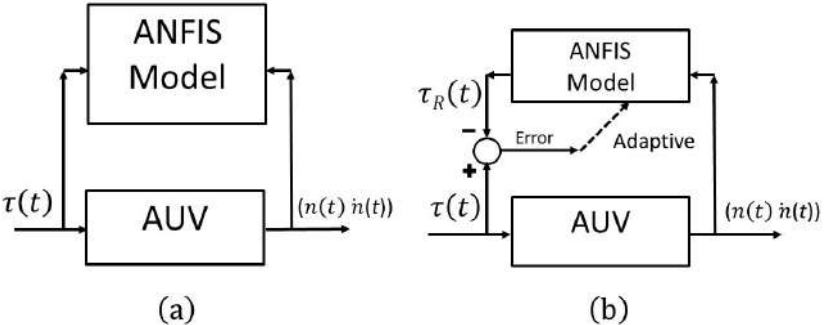 ANFIS
Model
τ(t)
AUV
(n(t) ṅ(t))
(a)
ANFIS
Model
τ_R(t)
−
Error
Adaptive
+
τ(t)
AUV
(n(t) ṅ(t))
(b)